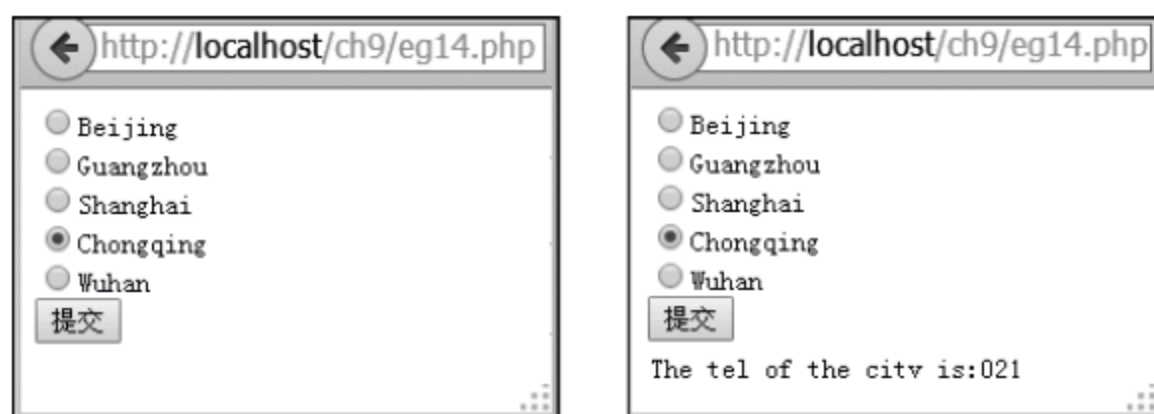 http://localhost/ch9/eg14.php
Beijing
Guangzhou
Shanghai
Chongqing
Wuhan
提交
http://localhost/ch9/eg14.php
Beijing
Guangzhou
Shanghai
Chongqing
Wuhan
提交
The tel of the city is:021